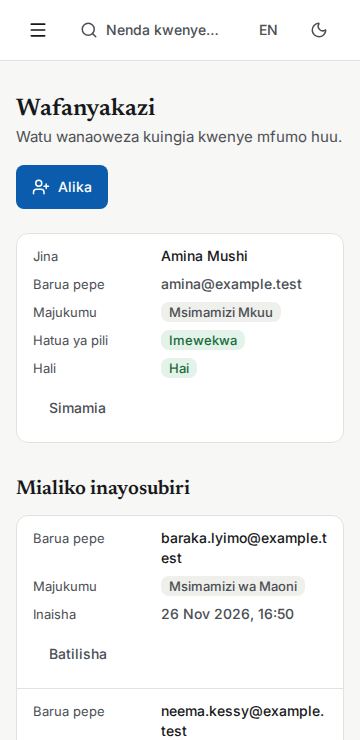 Nenda kwenye...
EN
Wafanyakazi
Watu wanaoweza kuingia kwenye mfumo huu.
Alika
Jina Amina Mushi
Barua pepe amina@example.test
Majukumu Msimamizi Mkuu
Hatua ya pili Imewekwa
Hali Hai
Simamia
Mialiko inayosubiri
Barua pepe baraka.lyimo@example.t
est
Majukumu Msimamizi wa Maoni
Inaisha 26 Nov 2026, 16:50
Batilisha
Barua pepe neema.kessy@example.
test